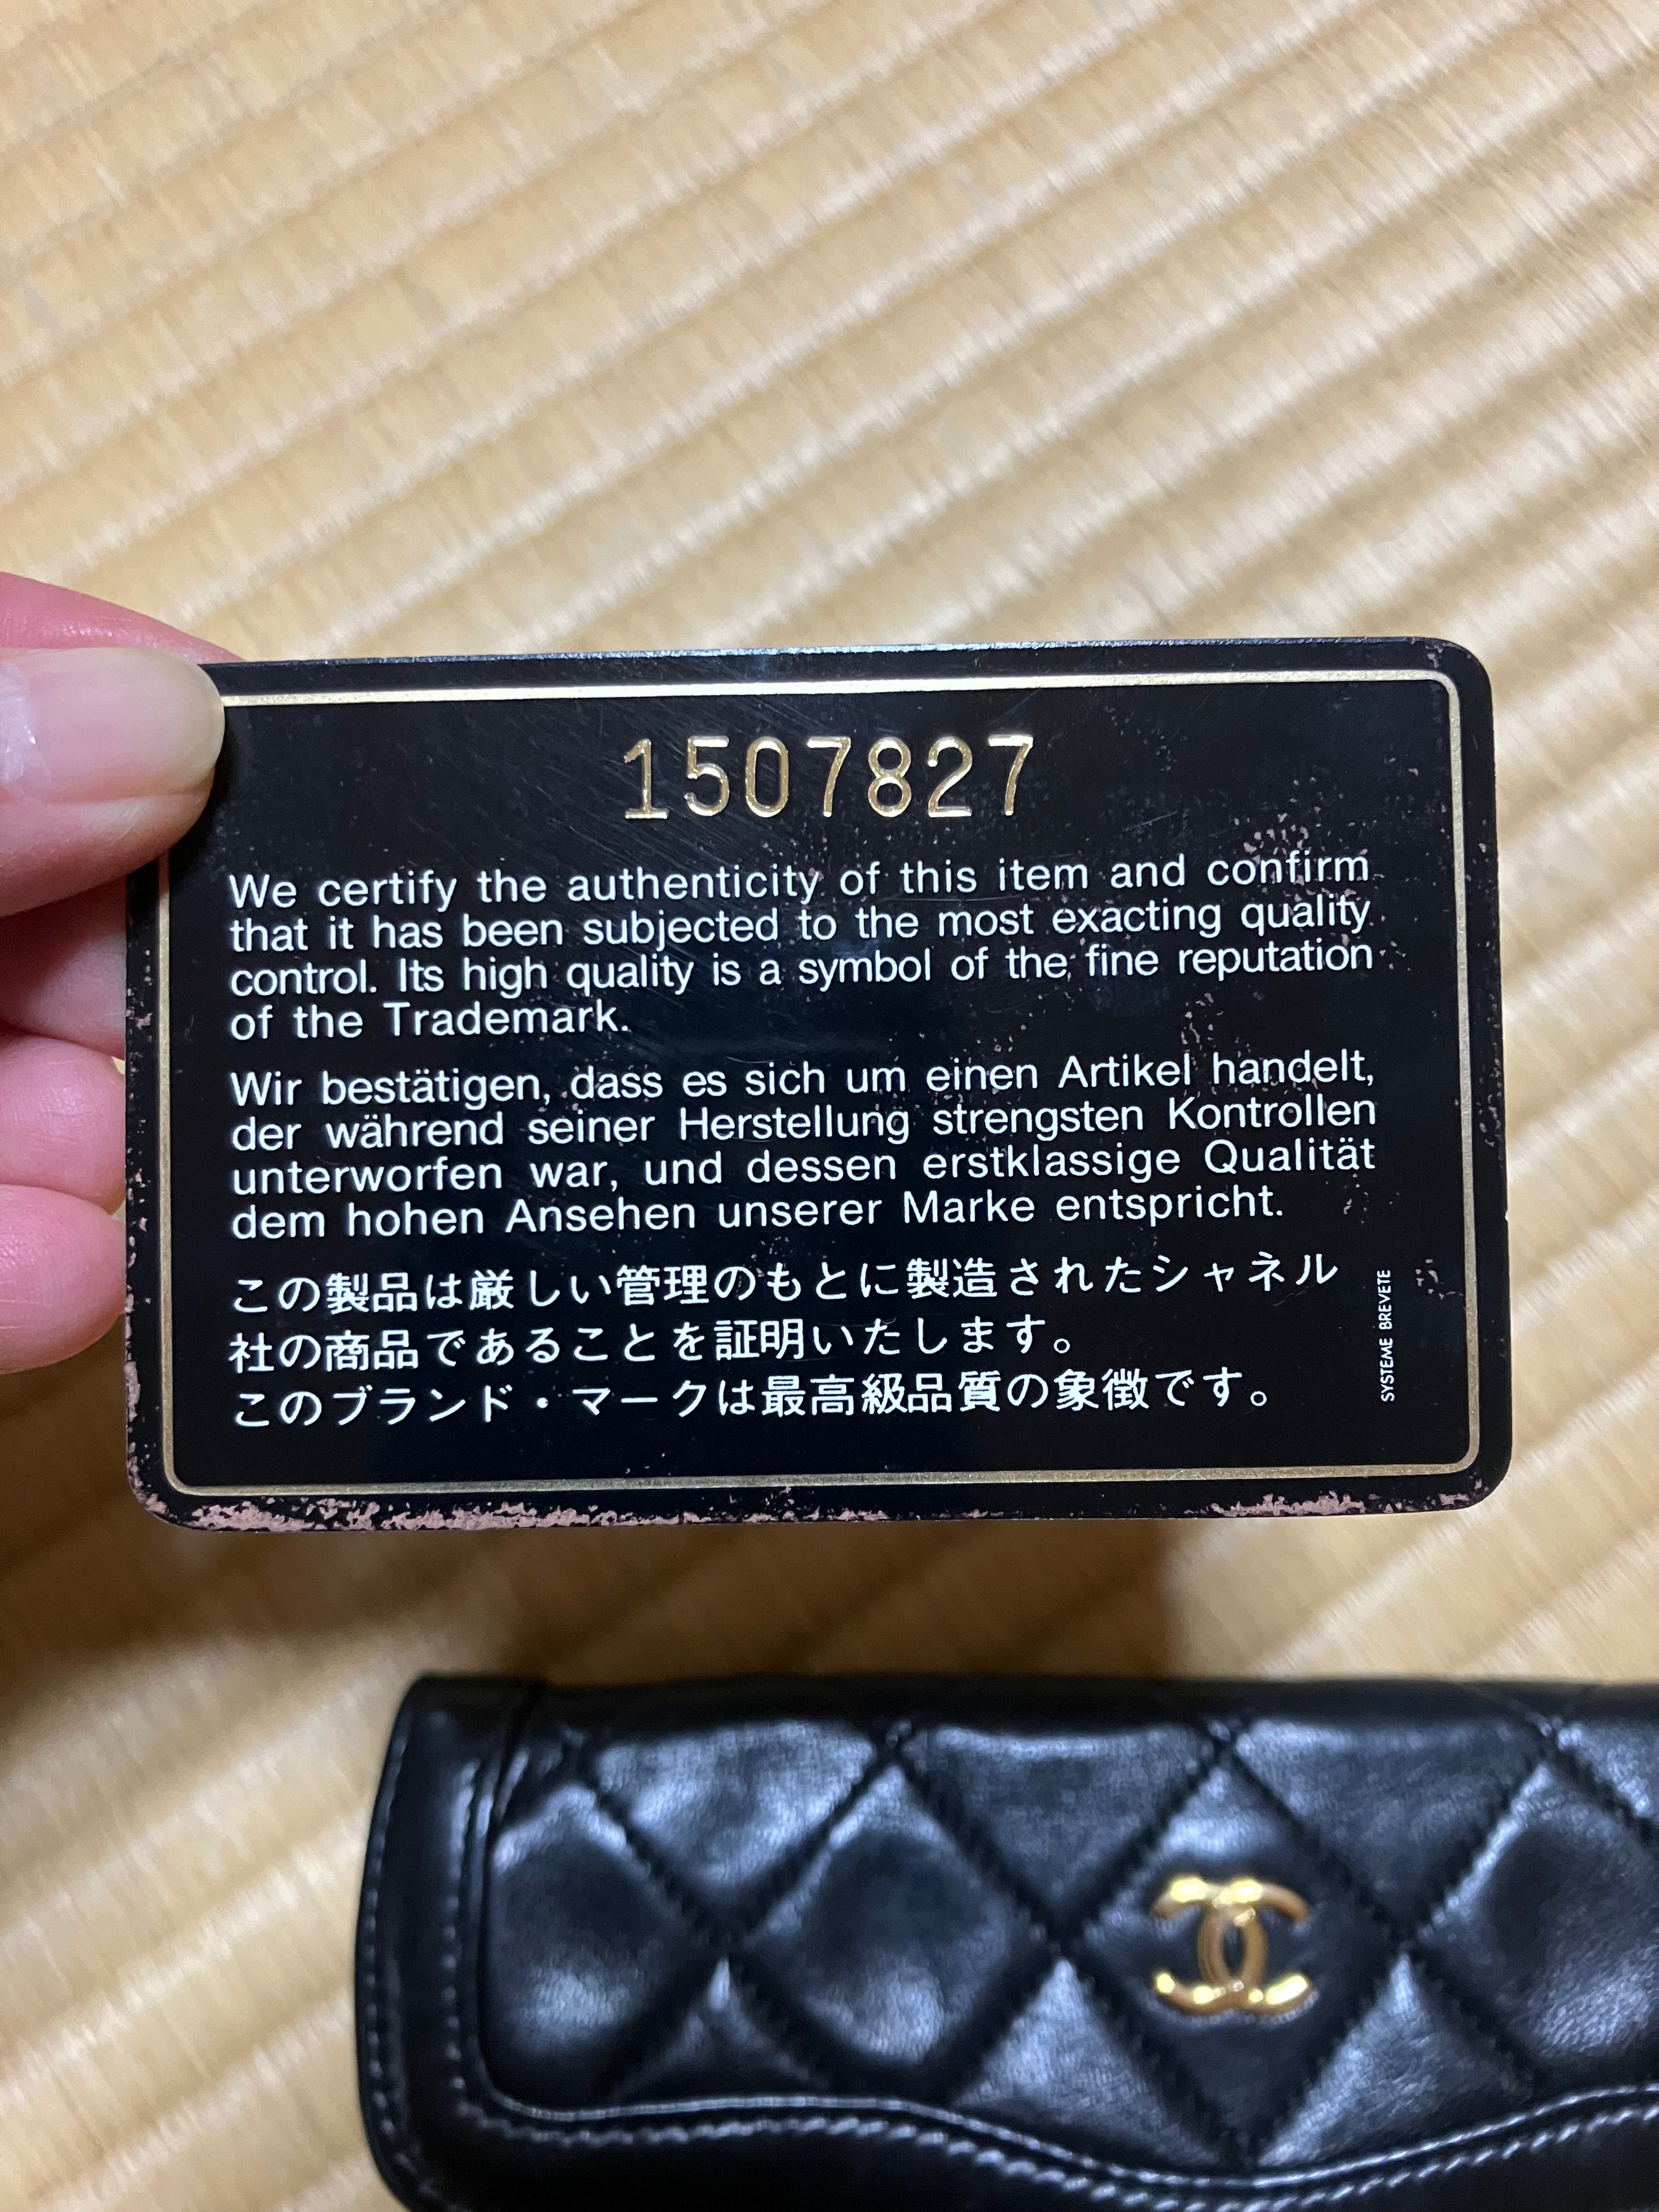 1507827
We certify the authenticity of this item and confirm
that it has been subjected to the most exacting quality
control. Its high quality is a symbol of the fine reputation
of the Trademark.
Wir bestätigen, dass es sich um einen Artikel handelt,
der während seiner Herstellung strengsten Kontrollen
unterworfen war, und dessen erstklassige Qualität
dem hohen Ansehen unserer Marke entspricht.
この製品は厳しい管理のもとに製造されたシャネル
社の商品であることを証明いたします。
このブランド・マークは最高級品質の象徴です。
SYSTEME BREVETE